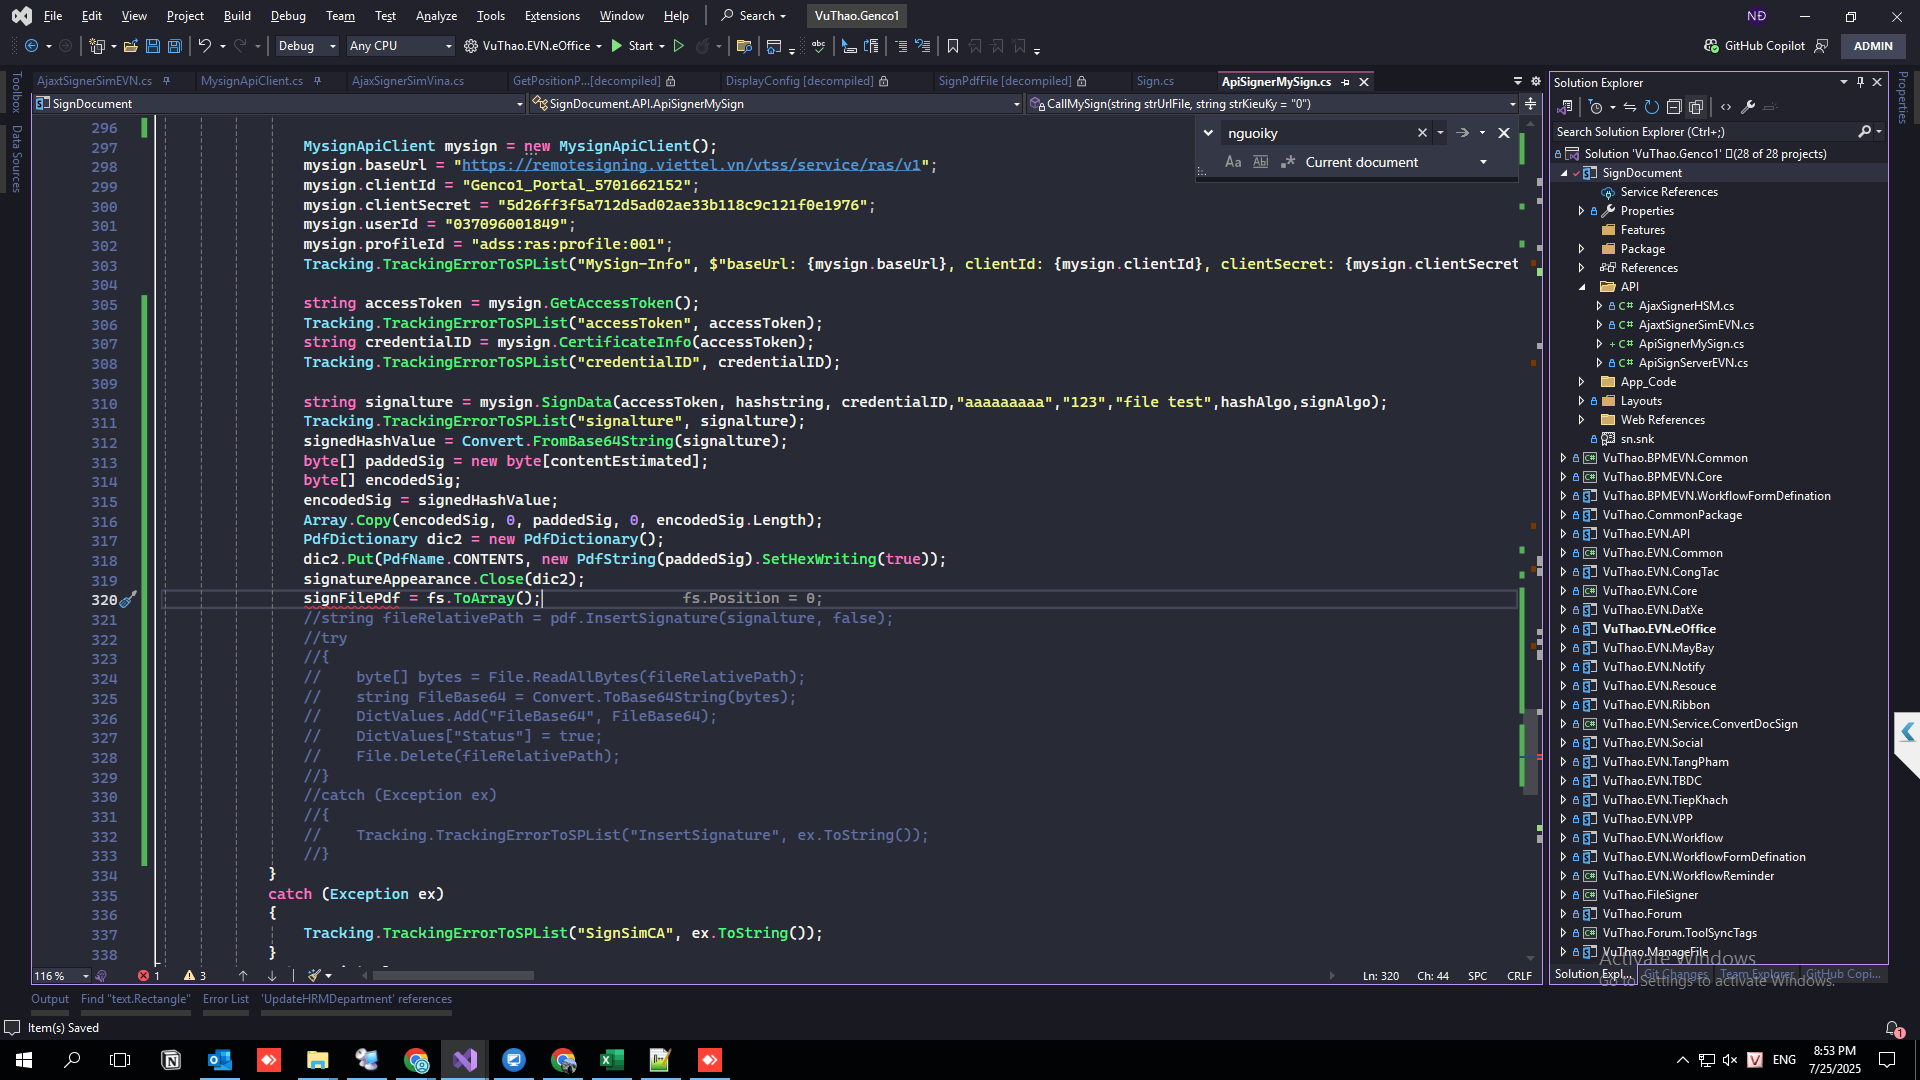 File Edit View Project Build Debug Team Test Analyze Tools Extensions Window Help Search VuThao.Genco1 NĐ
Debug Any CPU VuThao.EVN.eOffice Start GitHub Copilot ADMIN
AjaxtSignerSimEVN.cs MysignApiClient.cs AjaxSignerSimVina.cs GetPositionP...[decompiled] DisplayConfig [decompiled] SignPdfFile [decompiled] Sign.cs ApiSignerMySign.cs
SignDocument SignDocument.API.ApiSignerMySign CallMySign(string strUrlFile, string strKieuKy = "0")
Toolbox
Data Sources
nguoiky
Aa Ab Current document
296
297 MysignApiClient mysign = new MysignApiClient();
298 mysign.baseUrl = "https://remotesigning.viettel.vn/vtss/service/ras/v1";
299 mysign.clientId = "Genco1_Portal_5701662152";
300 mysign.clientSecret = "5d26ff3f5a712d5ad02ae33b118c9c121f0e1976";
301 mysign.userId = "037096001849";
302 mysign.profileId = "adss:ras:profile:001";
303 Tracking.TrackingErrorToSPList("MySign-Info", $"baseUrl: {mysign.baseUrl}, clientId: {mysign.clientId}, clientSecret: {mysign.clientSecret
304
305 string accessToken = mysign.GetAccessToken();
306 Tracking.TrackingErrorToSPList("accessToken", accessToken);
307 string credentialID = mysign.CertificateInfo(accessToken);
308 Tracking.TrackingErrorToSPList("credentialID", credentialID);
309
310 string signalture = mysign.SignData(accessToken, hashstring, credentialID,"aaaaaaaaa","123","file test",hashAlgo,signAlgo);
311 Tracking.TrackingErrorToSPList("signalture", signalture);
312 signedHashValue = Convert.FromBase64String(signalture);
313 byte[] paddedSig = new byte[contentEstimated];
314 byte[] encodedSig;
315 encodedSig = signedHashValue;
316 Array.Copy(encodedSig, 0, paddedSig, 0, encodedSig.Length);
317 PdfDictionary dic2 = new PdfDictionary();
318 dic2.Put(PdfName.CONTENTS, new PdfString(paddedSig).SetHexWriting(true));
319 signatureAppearance.Close(dic2);
320 signFilePdf = fs.ToArray(); fs.Position = 0;
321 //string fileRelativePath = pdf.InsertSignature(signalture, false);
322 //try
323 //{
324 // byte[] bytes = File.ReadAllBytes(fileRelativePath);
325 // string FileBase64 = Convert.ToBase64String(bytes);
326 // DictValues.Add("FileBase64", FileBase64);
327 // DictValues["Status"] = true;
328 // File.Delete(fileRelativePath);
329 //}
330 //catch (Exception ex)
331 //{
332 // Tracking.TrackingErrorToSPList("InsertSignature", ex.ToString());
333 //}
334 }
335 catch (Exception ex)
336 {
337 Tracking.TrackingErrorToSPList("SignSimCA", ex.ToString());
338 }
116 % 1 3 Ln: 320 Ch: 44 SPC CRLF
Output Find "text.Rectangle" Error List 'UpdateHRMDepartment' references
Item(s) Saved
Solution Explorer
Search Solution Explorer (Ctrl+;)
Solution 'VuThao.Genco1' (28 of 28 projects)
SignDocument
Service References
Properties
Features
Package
References
API
AjaxSignerHSM.cs
AjaxtSignerSimEVN.cs
ApiSignerMySign.cs
ApiSignServerEVN.cs
App_Code
Layouts
Web References
sn.snk
VuThao.BPMEVN.Common
VuThao.BPMEVN.Core
VuThao.BPMEVN.WorkflowFormDefination
VuThao.CommonPackage
VuThao.EVN.API
VuThao.EVN.Common
VuThao.EVN.CongTac
VuThao.EVN.Core
VuThao.EVN.DatXe
VuThao.EVN.eOffice
VuThao.EVN.MayBay
VuThao.EVN.Notify
VuThao.EVN.Resouce
VuThao.EVN.Ribbon
VuThao.EVN.Service.ConvertDocSign
VuThao.EVN.Social
VuThao.EVN.TangPham
VuThao.EVN.TBDC
VuThao.EVN.TiepKhach
VuThao.EVN.VPP
VuThao.EVN.Workflow
VuThao.EVN.WorkflowFormDefination
VuThao.EVN.WorkflowReminder
VuThao.FileSigner
VuThao.Forum
VuThao.Forum.ToolSyncTags
VuThao.ManageFile
Solution Expl... Git Changes Team Explorer GitHub Copi...
Properties
Activate Windows
Go to Settings to activate Windows.
1
ENG 8:53 PM
7/25/2025